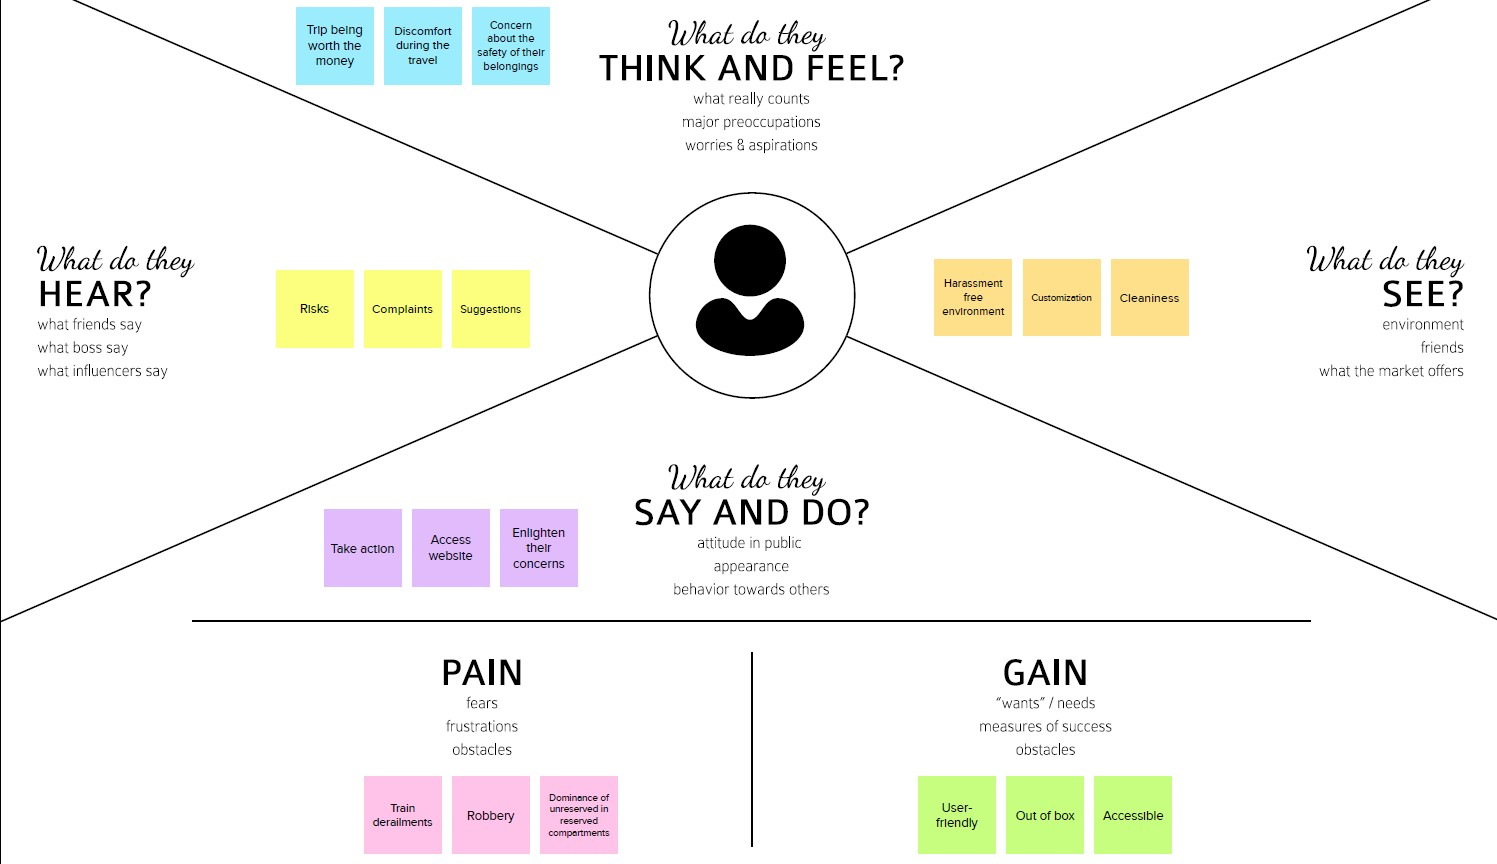 Trip being
worth the
money
Discomfort
during the
travel
Concern
about the
safety of their
belongings
What do they
THINK AND FEEL?
what really counts
major preoccupations
worries & aspirations
What do they
HEAR?
what friends say
what boss say
what influencers say
Risks
Complaints
Suggestions
Harassment
free
environment
Customization
Cleaniness
What do they
SEE?
environment
friends
what the market offers
What do they
SAY AND DO?
attitude in public
appearance
behavior towards others
Take action
Access
website
Enlighten
their
concerns
PAIN
fears
frustrations
obstacles
Train
derailments
Robbery
Dominance of
unreserved in
reserved
compartments
GAIN
“wants” / needs
measures of success
obstacles
User-
friendly
Out of box
Accessible